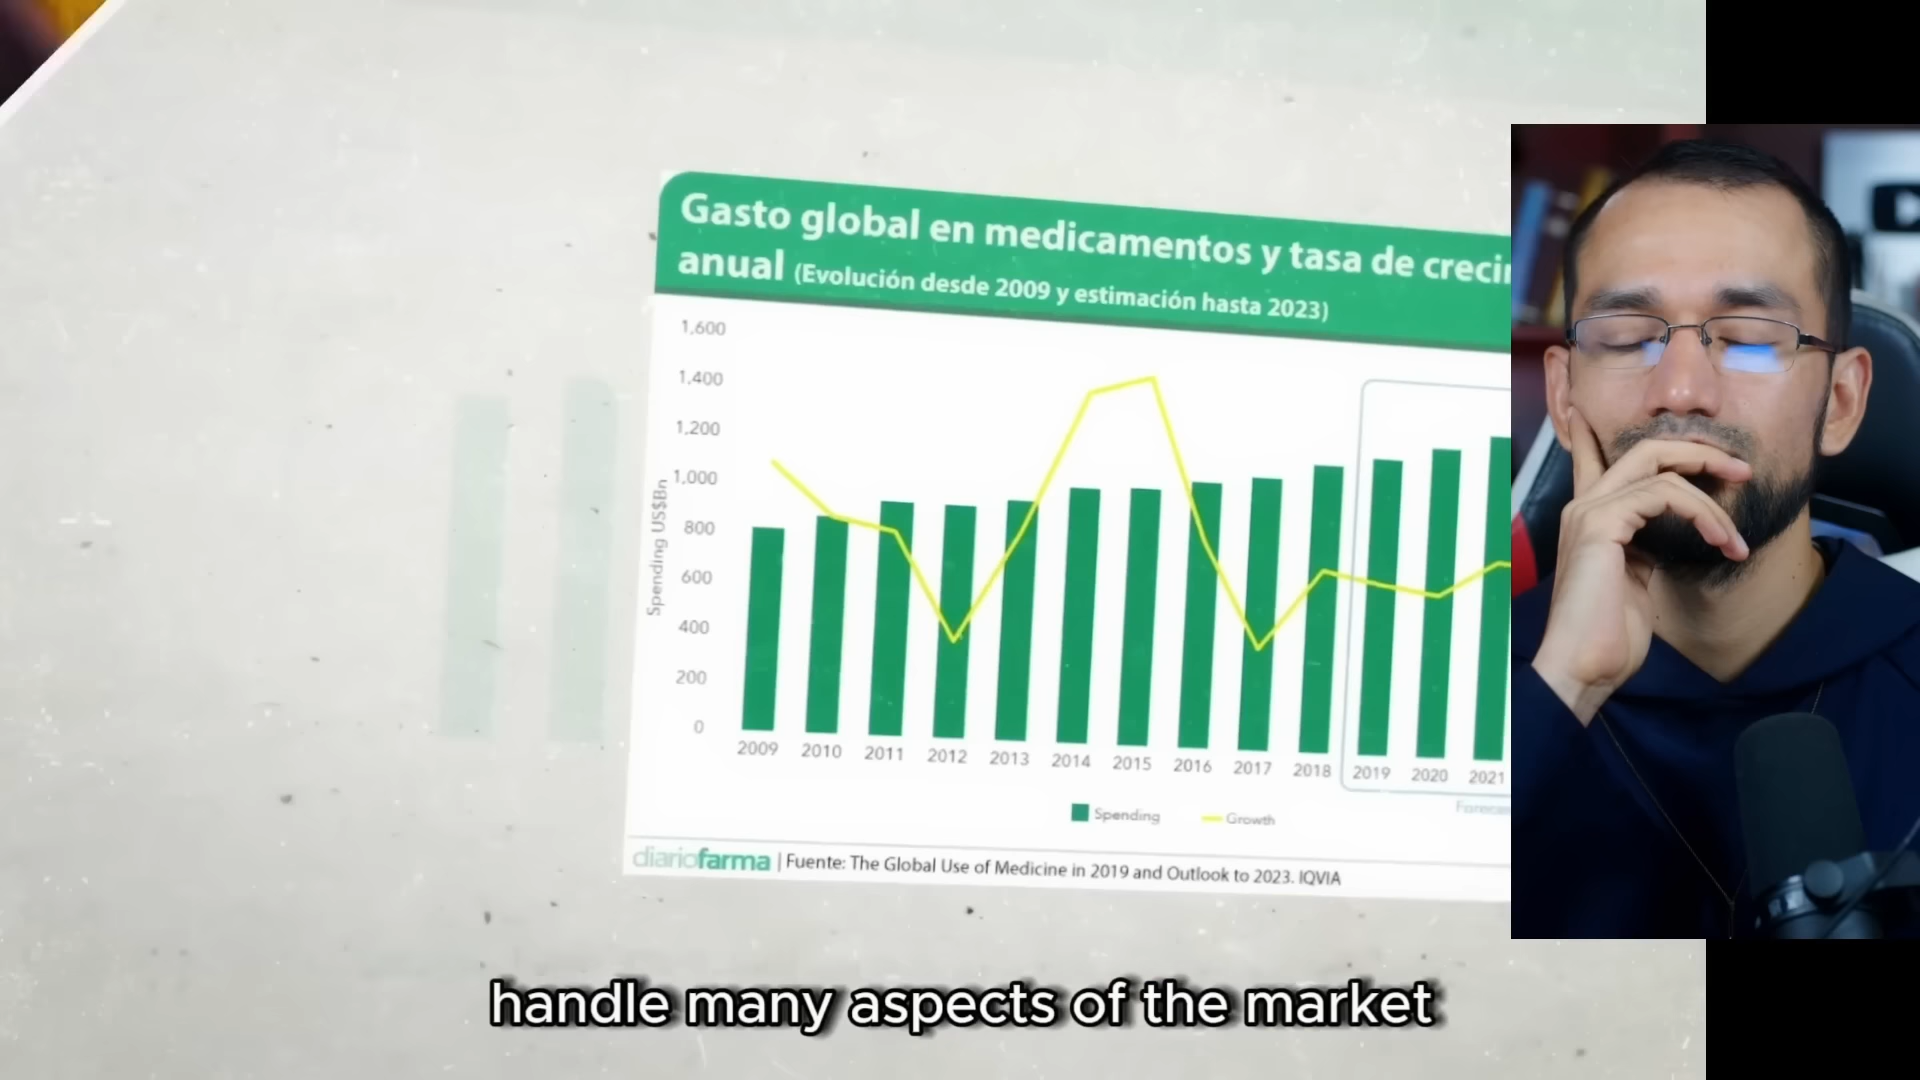 Gasto global en medicamentos y tasa de
anual (Evolución desde 2009 y estimación hasta 2023)
1,600
1,400
1,200
1,000
800
600
400
200
0
Spending US$Bn
2009 2010 2011 2012 2013 2014 2015 2016 2017 2018 2019 2020 2021
Spending Growth
diariofarma | Fuente: The Global Use of Medicine in 2019 and Outlook to 2023. IQVIA
handle many aspects of the market